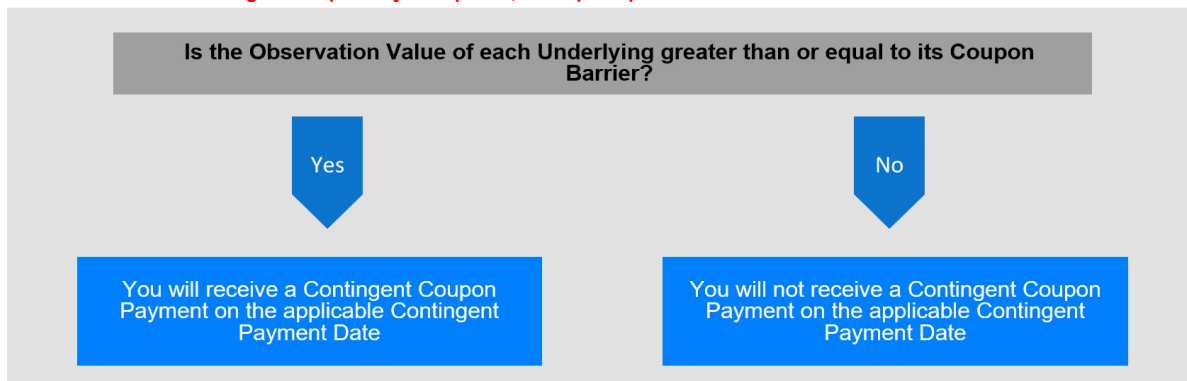 Is the Observation Value of each Underlying greater than or equal to its Coupon
Barrier?
Yes
No
You will receive a Contingent Coupon
Payment on the applicable Contingent
Payment Date
You will not receive a Contingent Coupon
Payment on the applicable Contingent
Payment Date